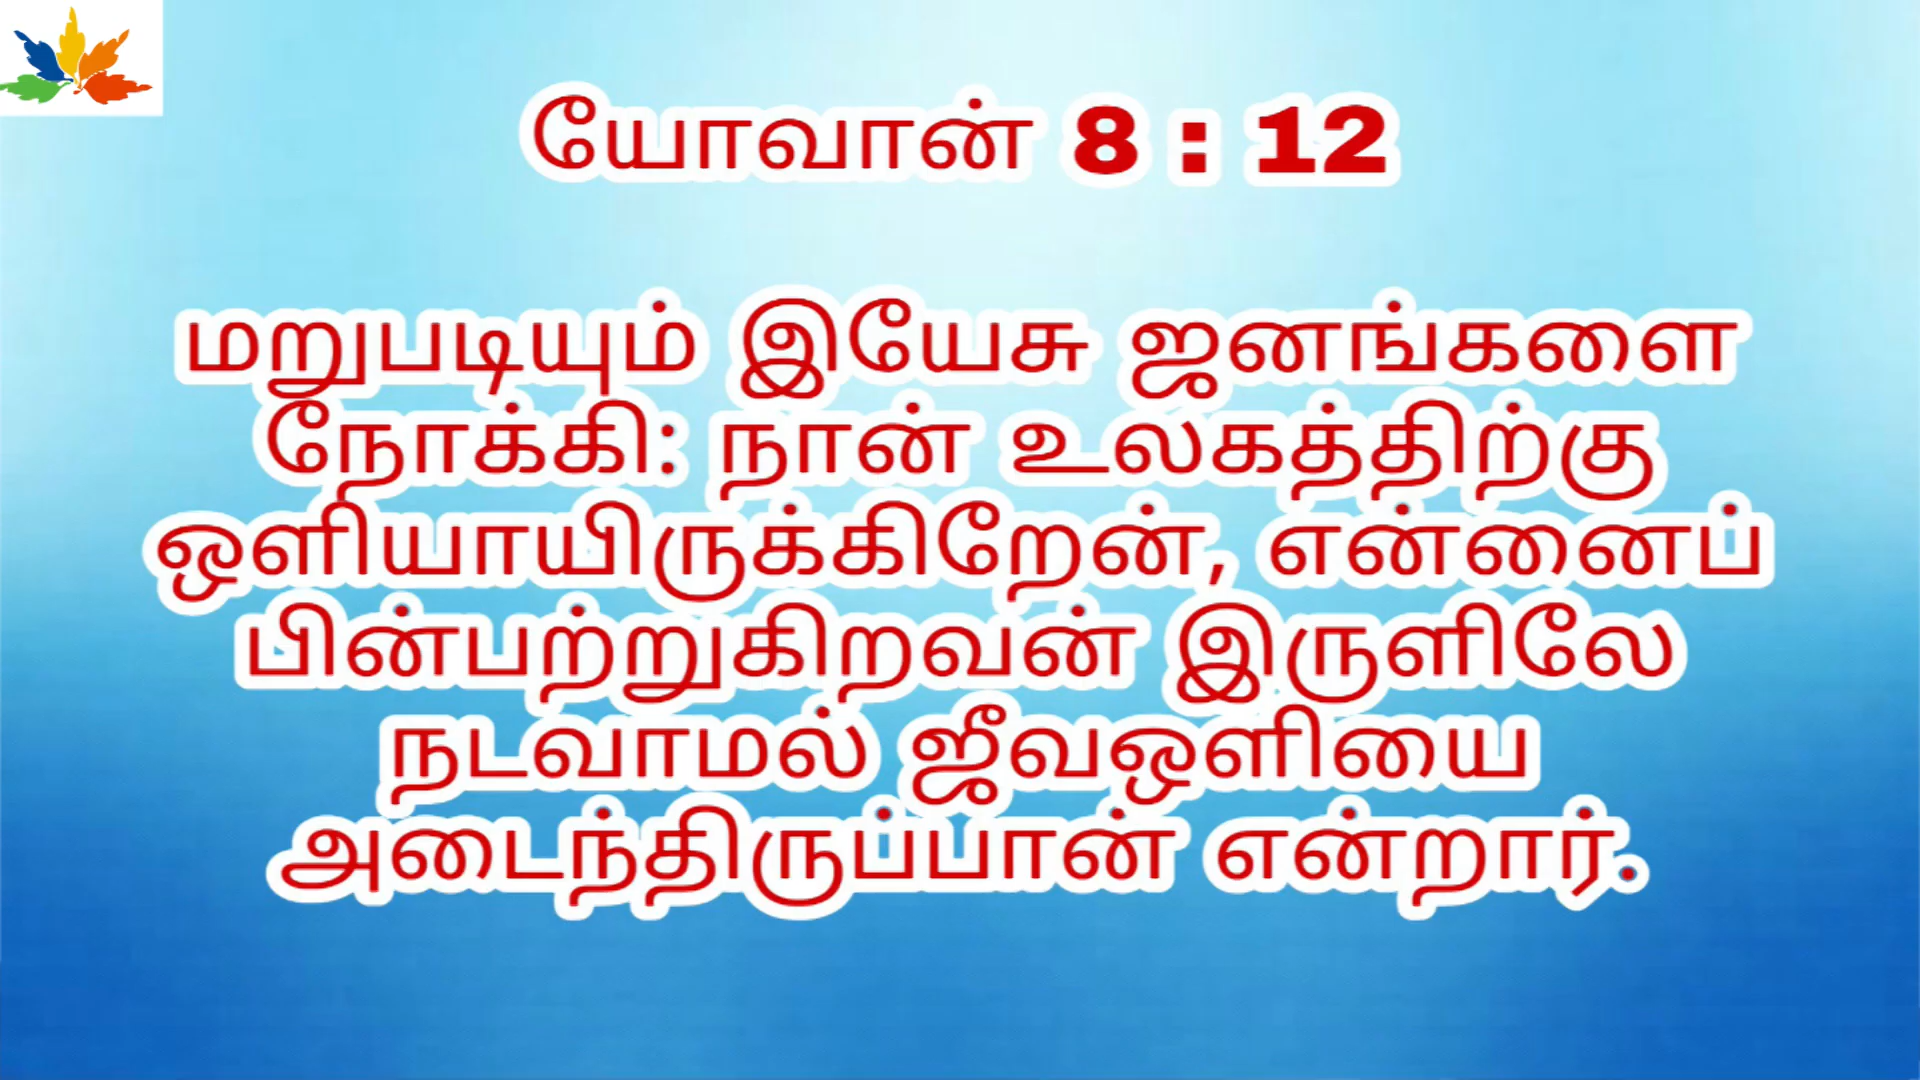 யோவான் 8 : 12
மறுபடியும் இயேசு ஜனங்களை
நோக்கி: நான் உலகத்திற்கு
ஒளியாயிருக்கிறேன், என்னைப்
பின்பற்றுகிறவன் இருளிலே
நடவாமல் ஜீவஒளியை
அடைந்திருப்பான் என்றார்.